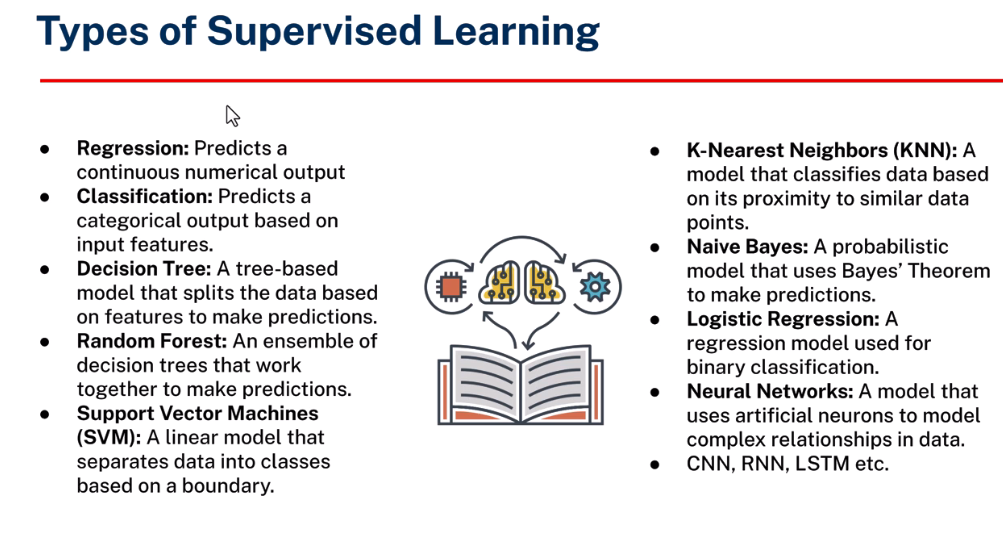 Types of Supervised Learning
● Regression: Predicts a
continuous numerical output
● Classification: Predicts a
categorical output based on
input features.
● Decision Tree: A tree-based
model that splits the data based
on features to make predictions.
● Random Forest: An ensemble of
decision trees that work
together to make predictions.
● Support Vector Machines
(SVM): A linear model that
separates data into classes
based on a boundary.
● K-Nearest Neighbors (KNN): A
model that classifies data based
on its proximity to similar data
points.
● Naive Bayes: A probabilistic
model that uses Bayes’ Theorem
to make predictions.
● Logistic Regression: A
regression model used for
binary classification.
● Neural Networks: A model that
uses artificial neurons to model
complex relationships in data.
● CNN, RNN, LSTM etc.